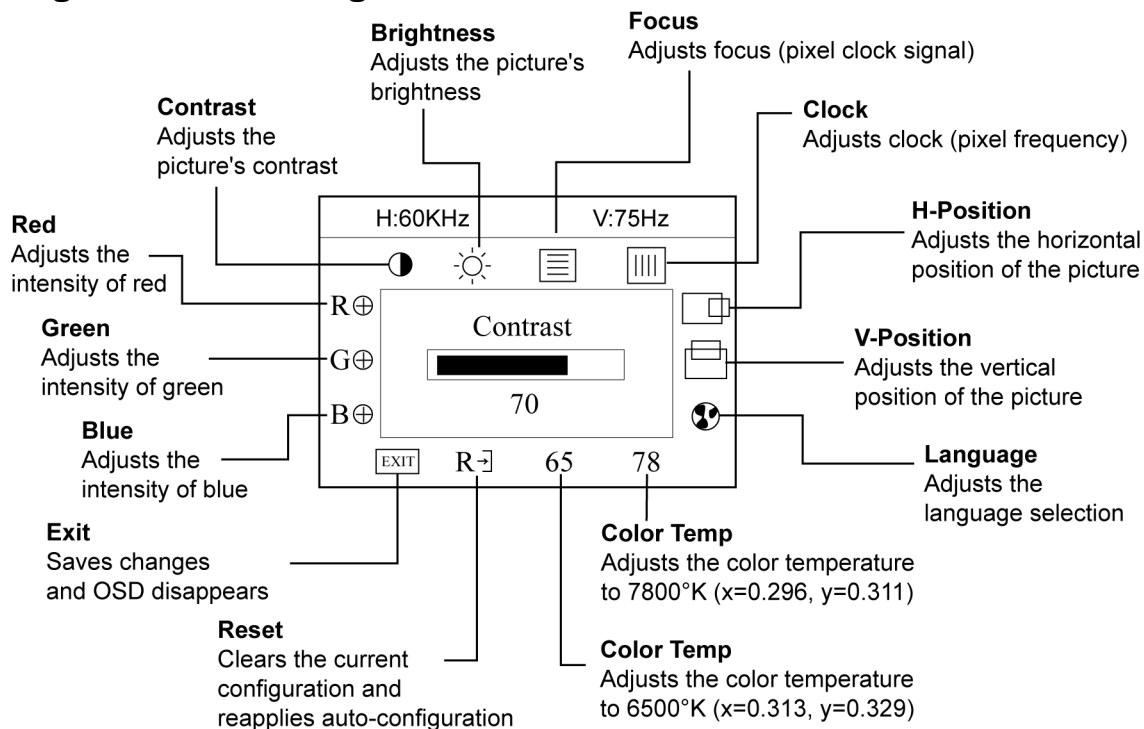 Focus
Adjusts focus (pixel clock signal)
Brightness
Adjusts the picture's
brightness
Contrast
Adjusts the
picture's contrast
Clock
Adjusts clock (pixel frequency)
H:60KHz V:75Hz
H-Position
Adjusts the horizontal
position of the picture
Red
Adjusts the
intensity of red
R
Contrast
70
Green
Adjusts the
intensity of green
G
V-Position
Adjusts the vertical
position of the picture
B
Blue
Adjusts the
intensity of blue
EXIT R 65 78
Language
Adjusts the
language selection
Exit
Saves changes
and OSD disappears
Color Temp
Adjusts the color temperature
to 7800°K (x=0.296, y=0.311)
Reset
Clears the current
configuration and
reapplies auto-configuration
Color Temp
Adjusts the color temperature
to 6500°K (x=0.313, y=0.329)